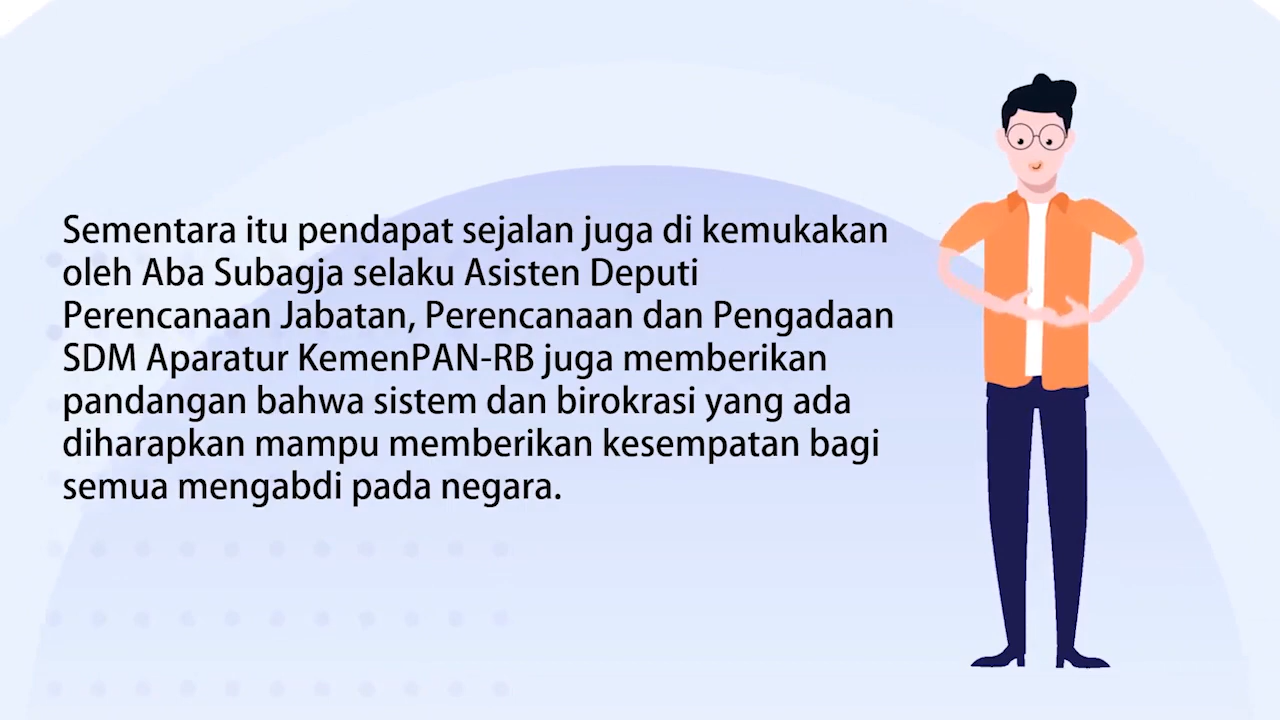 Sementara itu pendapat sejalan juga di kemukakan
oleh Aba Subagja selaku Asisten Deputi
Perencanaan Jabatan, Perencanaan dan Pengadaan
SDM Aparatur KemenPAN-RB juga memberikan
pandangan bahwa sistem dan birokrasi yang ada
diharapkan mampu memberikan kesempatan bagi
semua mengabdi pada negara.